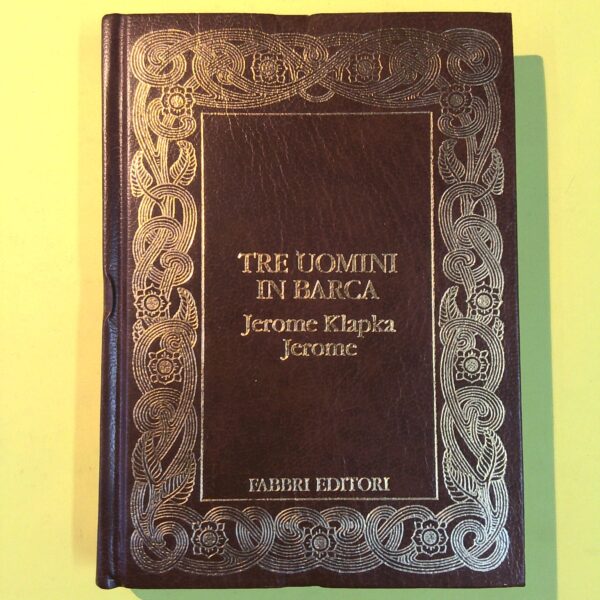 TRE UOMINI
IN BARCA
Jerome Klapka
Jerome
FABBRI EDITORI